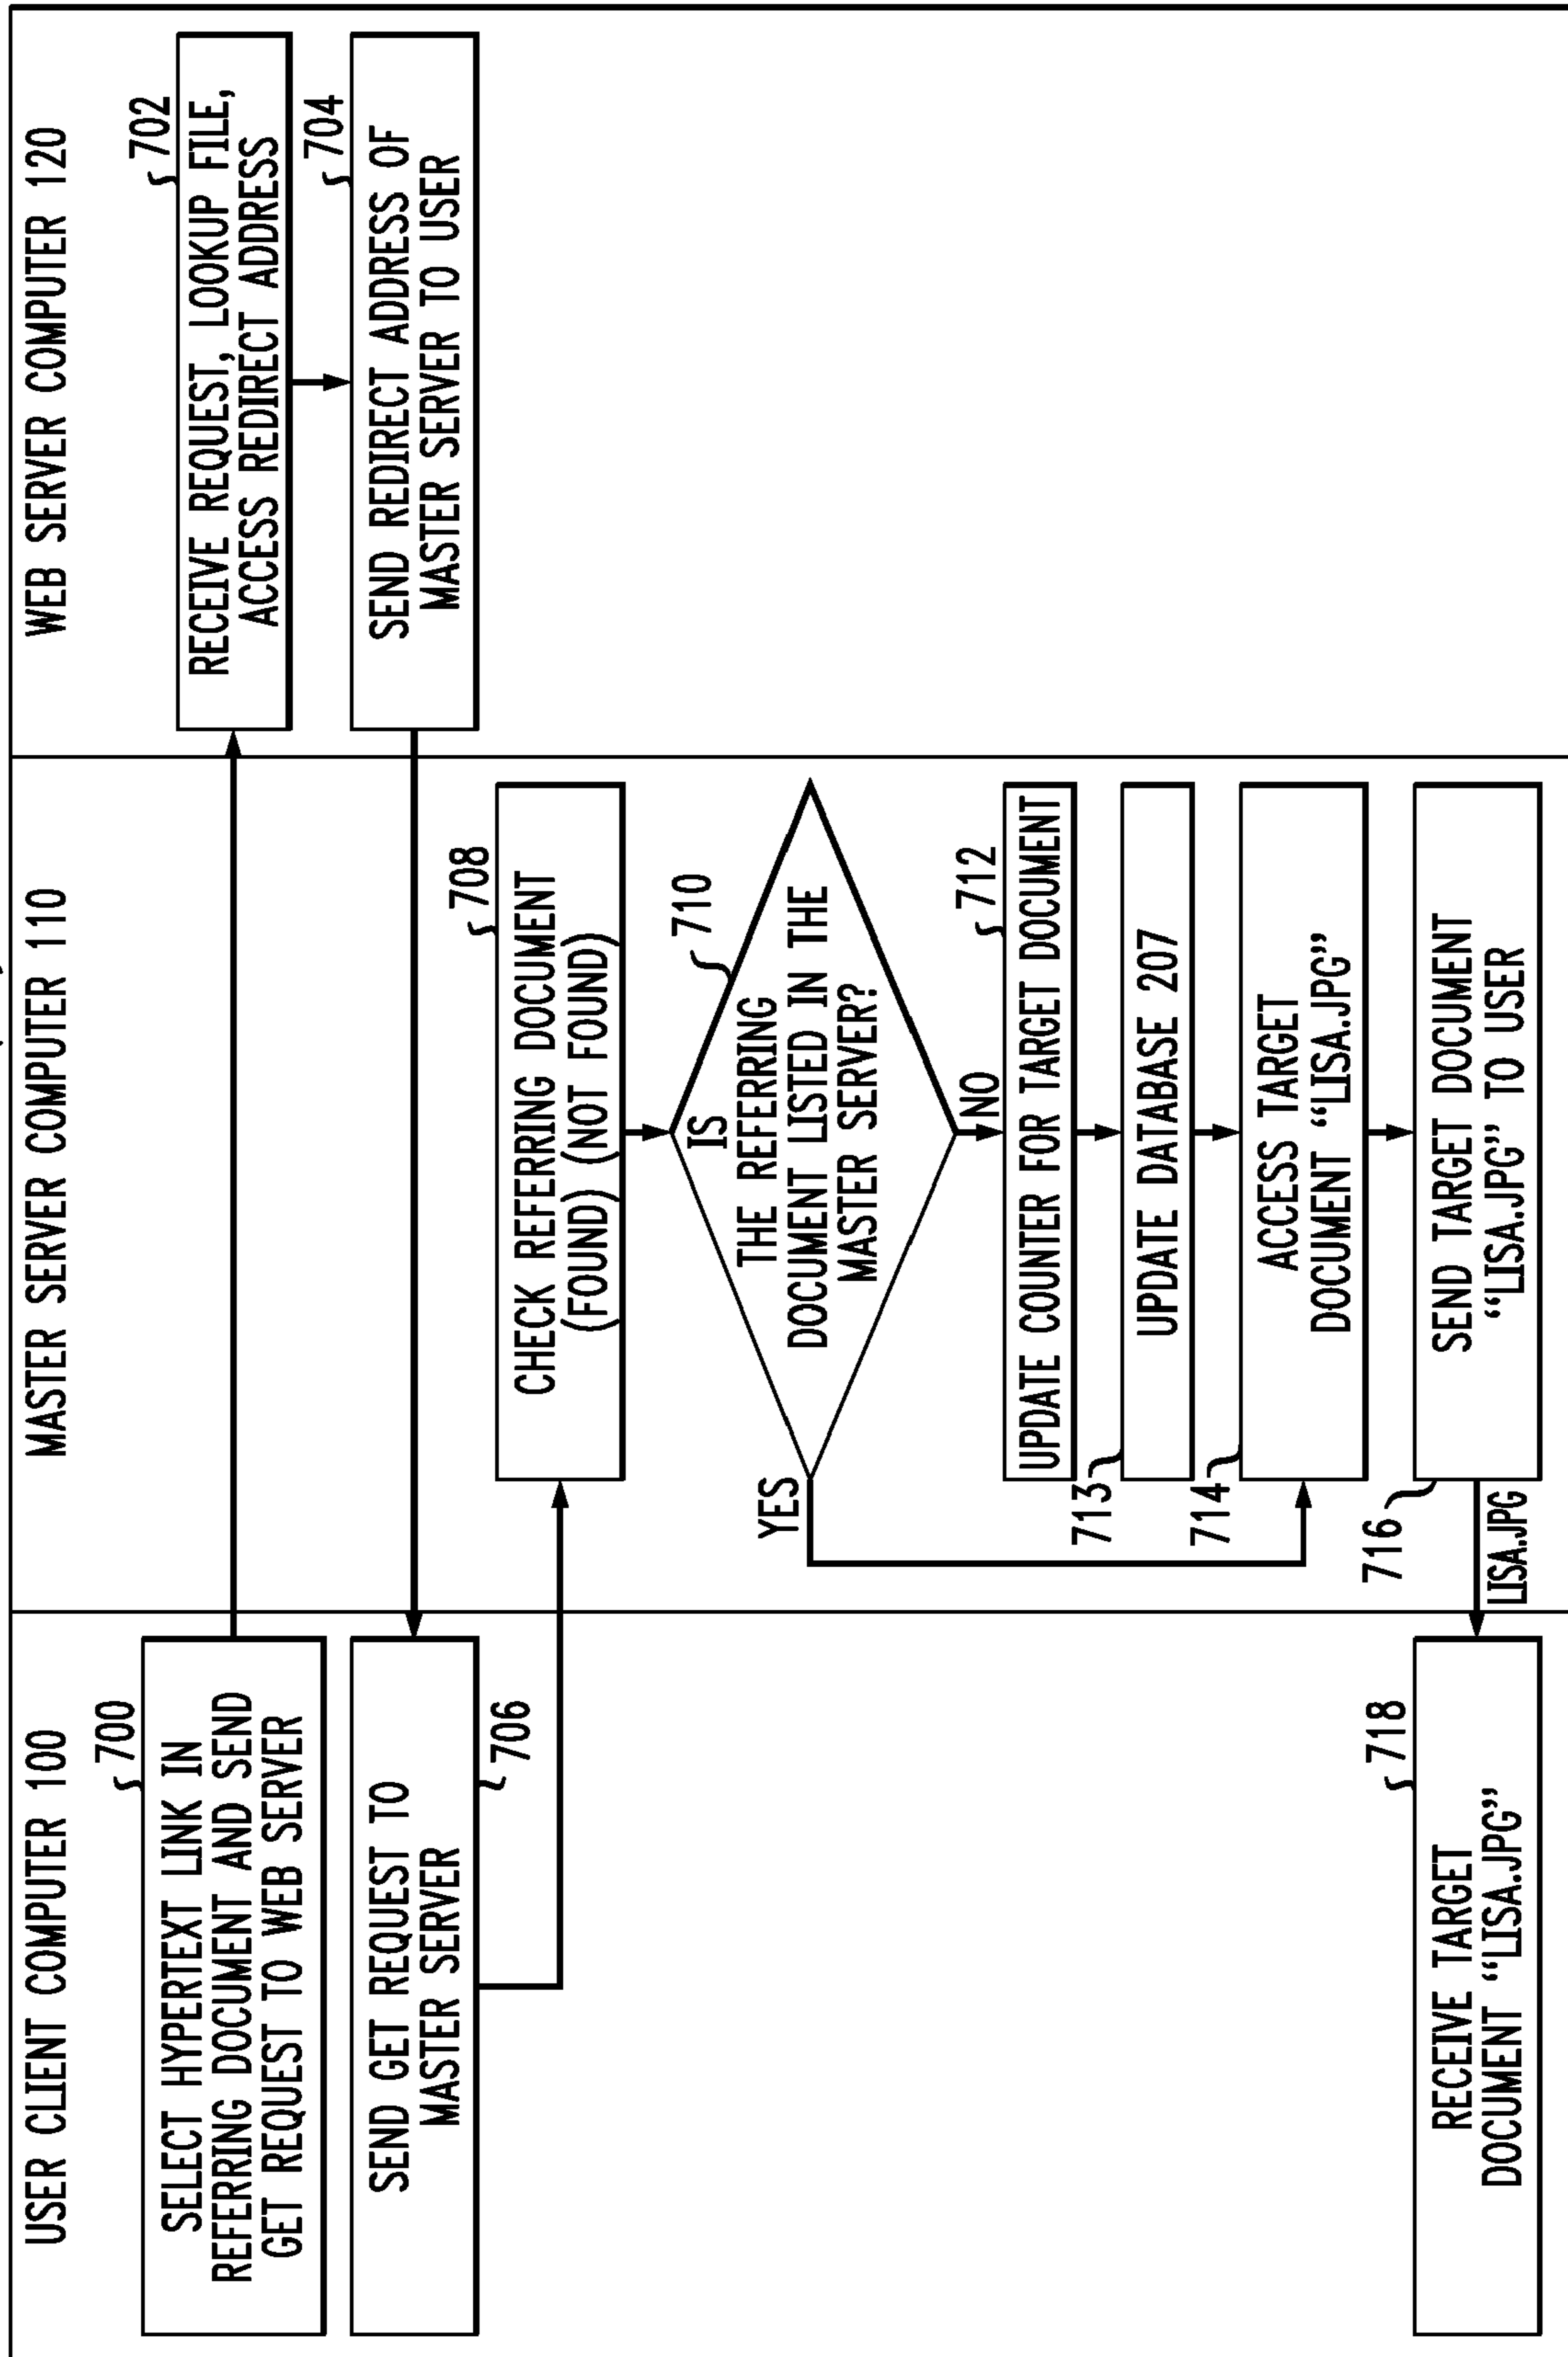 USER CLIENT COMPUTER 100
MASTER SERVER COMPUTER 110
WEB SERVER COMPUTER 120
700
SELECT HYPERTEXT LINK IN
REFERRING DOCUMENT AND SEND
GET REQUEST TO WEB SERVER
702
RECEIVE REQUEST, LOOKUP FILE,
ACCESS REDIRECT ADDRESS
704
SEND REDIRECT ADDRESS OF
MASTER SERVER TO USER
SEND GET REQUEST TO
MASTER SERVER
706
708
CHECK REFERRING DOCUMENT
(FOUND) (NOT FOUND)
710
IS
THE REFERRING
DOCUMENT LISTED IN THE
MASTER SERVER?
YES
NO
712
UPDATE COUNTER FOR TARGET DOCUMENT
713
UPDATE DATABASE 207
714
ACCESS TARGET
DOCUMENT “LISA.JPG”
716
SEND TARGET DOCUMENT
“LISA.JPG” TO USER
LISA.JPG
718
RECEIVE TARGET
DOCUMENT “LISA.JPG”